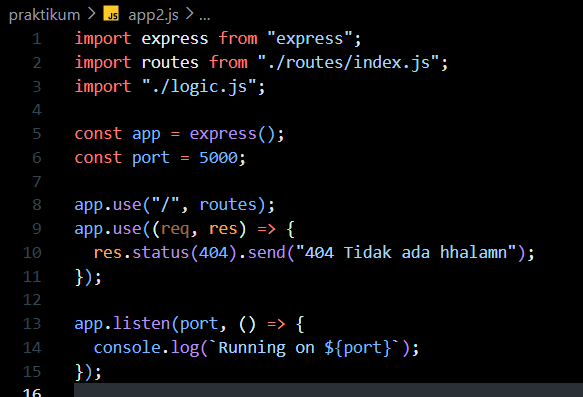 praktikum > JS app2.js > ...
1 import express from "express";
2 import routes from "./routes/index.js";
3 import "./logic.js";
4
5 const app = express();
6 const port = 5000;
7
8 app.use("/", routes);
9 app.use((req, res) => {
10   res.status(404).send("404 Tidak ada hhalamn");
11 });
12
13 app.listen(port, () => {
14   console.log(`Running on ${port}`);
15 });
16